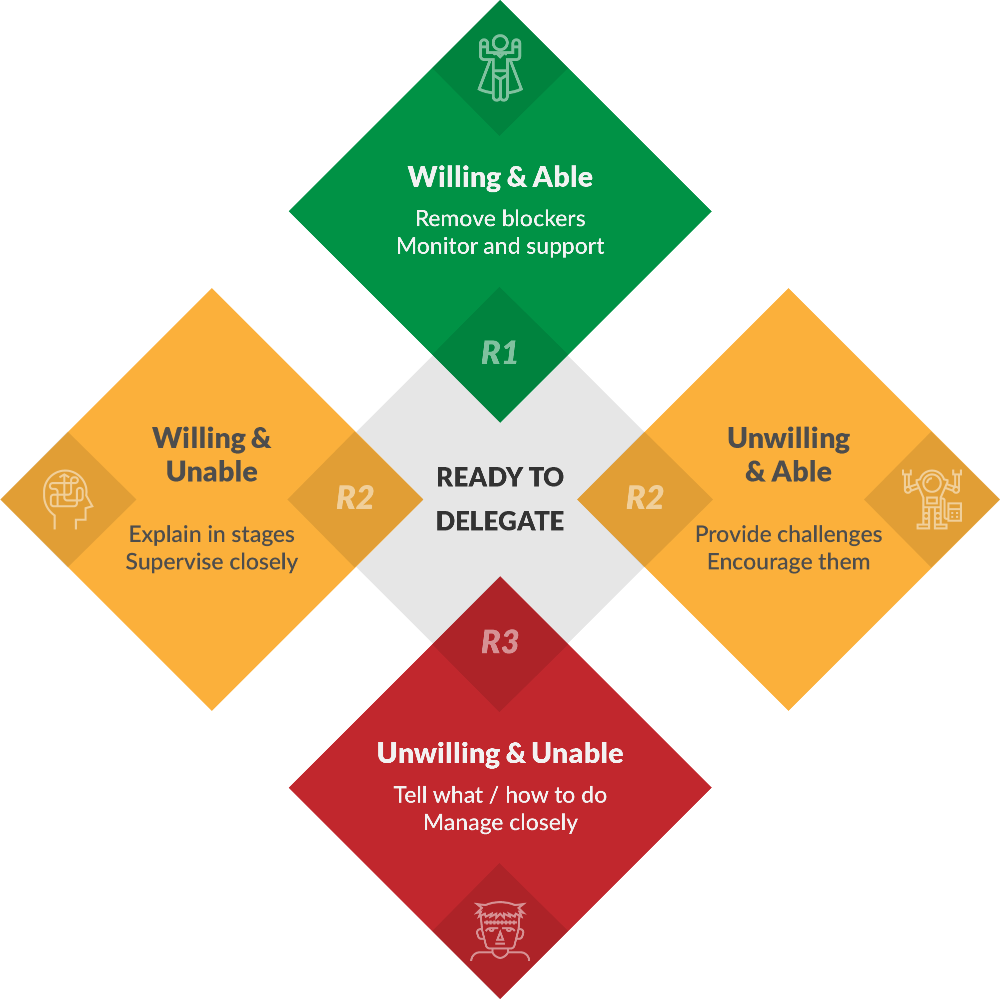 Willing & Able
Remove blockers
Monitor and support
R1
Willing &
Unable
Explain in stages
Supervise closely
R2
READY TO
DELEGATE
R2
Unwilling
& Able
Provide challenges
Encourage them
R3
Unwilling & Unable
Tell what / how to do
Manage closely